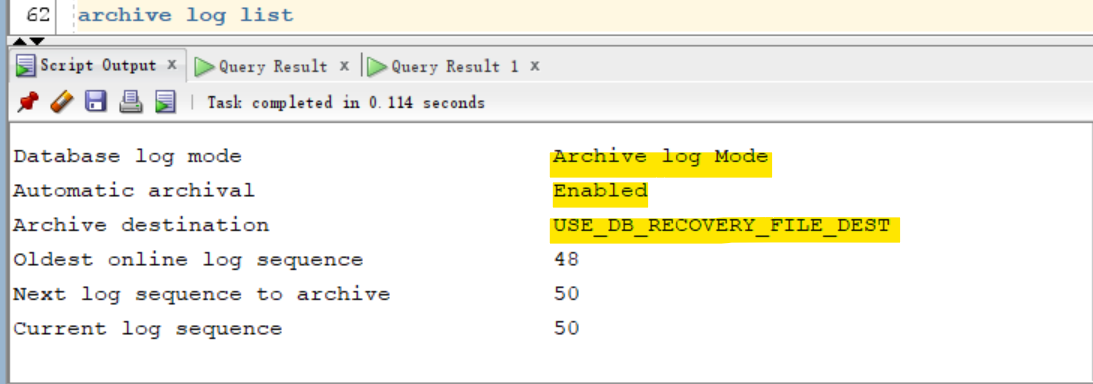 62 archive log list
Script Output x Query Result x Query Result 1 x
Task completed in 0.114 seconds
Database log mode Archive log Mode
Automatic archival Enabled
Archive destination USE_DB_RECOVERY_FILE_DEST
Oldest online log sequence 48
Next log sequence to archive 50
Current log sequence 50